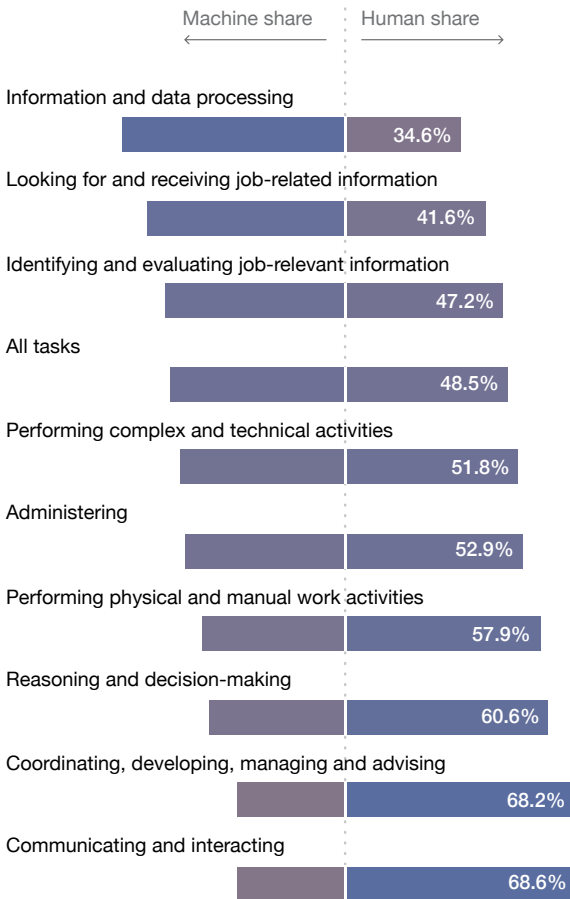 Machine share
Human share
Information and data processing
34.6%
Looking for and receiving job-related information
41.6%
Identifying and evaluating job-relevant information
47.2%
All tasks
48.5%
Performing complex and technical activities
51.8%
Administering
52.9%
Performing physical and manual work activities
57.9%
Reasoning and decision-making
60.6%
Coordinating, developing, managing and advising
68.2%
Communicating and interacting
68.6%